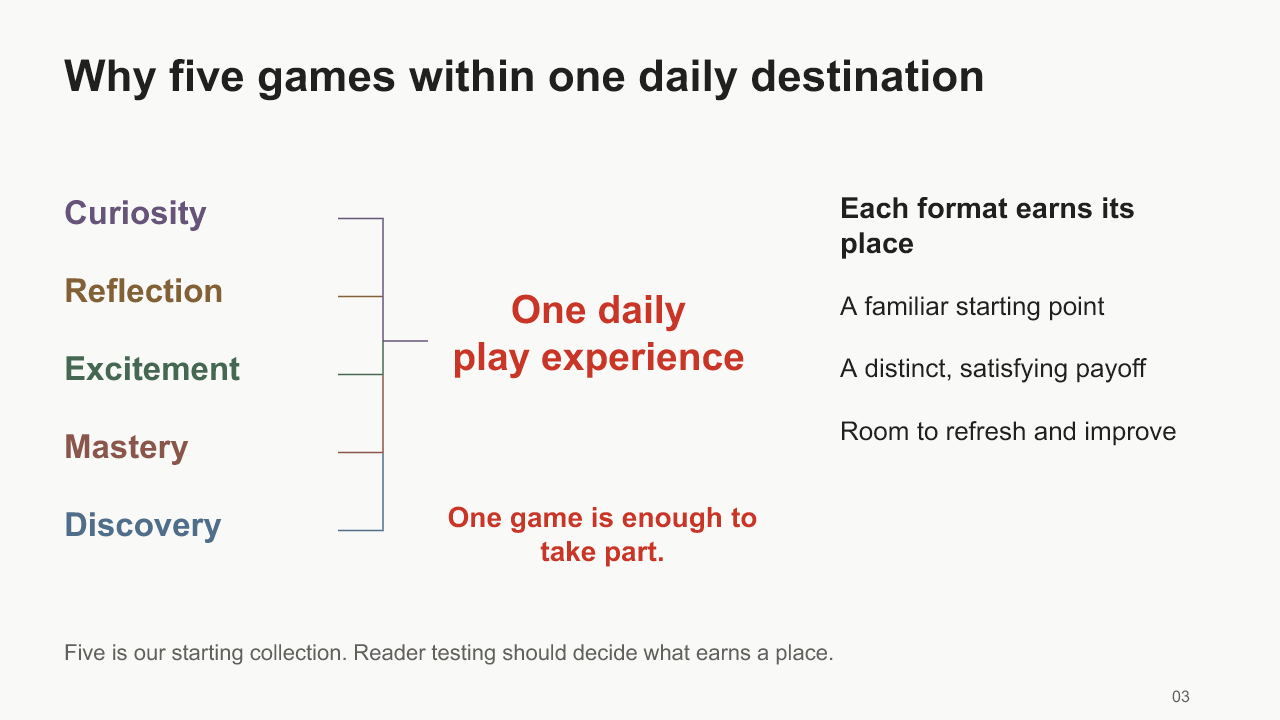 Why five games within one daily destination
Curiosity
Reflection
Excitement
Mastery
Discovery
One daily
play experience
One game is enough to
take part.
Each format earns its
place
A familiar starting point
A distinct, satisfying payoff
Room to refresh and improve
Five is our starting collection. Reader testing should decide what earns a place.
03